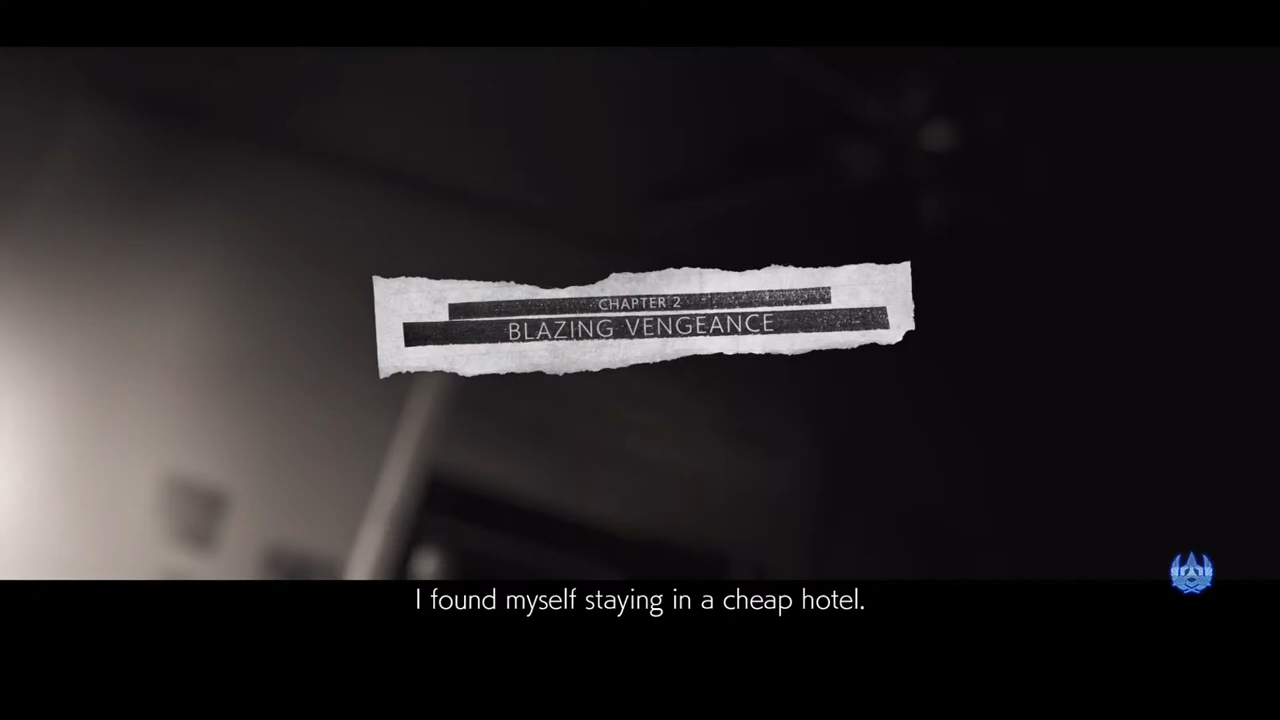 CHAPTER 2
BLAZING VENGEANCE
I found myself staying in a cheap hotel.